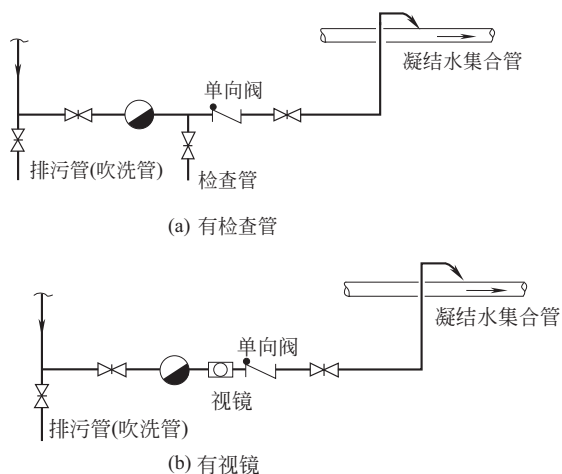 凝结水集合管
单向阀
排污管(吹洗管)
检查管
(a) 有检查管
凝结水集合管
单向阀
视镜
排污管(吹洗管)
(b) 有视镜